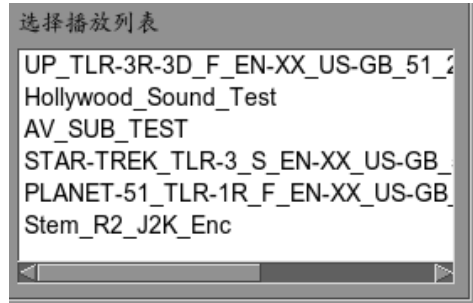 选择播放列表
UP_TLR-3R-3D_F_EN-XX_US-GB_51_2
Hollywood_Sound_Test
AV_SUB_TEST
STAR-TREK_TLR-3_S_EN-XX_US-GB_
PLANET-51_TLR-1R_F_EN-XX_US-GB_
Stem_R2_J2K_Enc